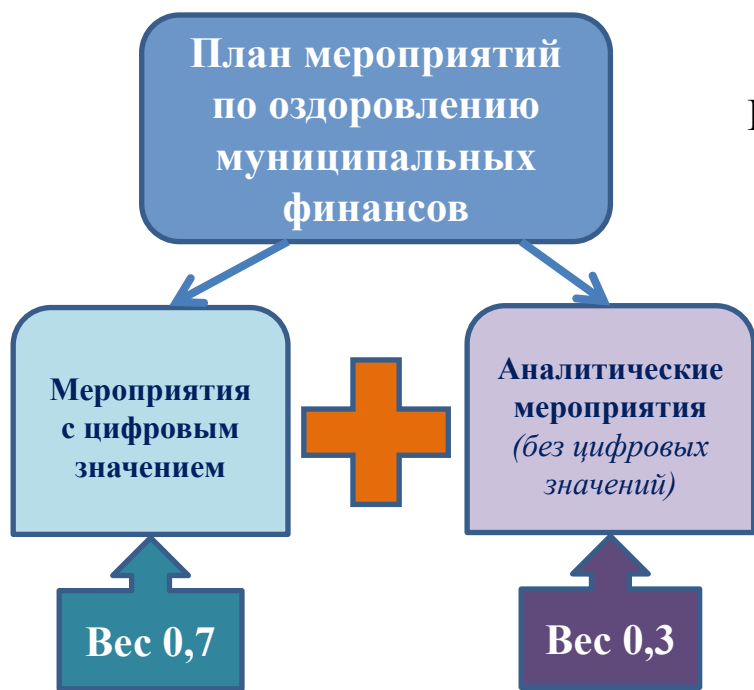 План мероприятий
по оздоровлению
муниципальных
финансов
Мероприятия
с цифровым
значением
Аналитические
мероприятия
(без цифровых
значений)
Вес 0,7
Вес 0,3